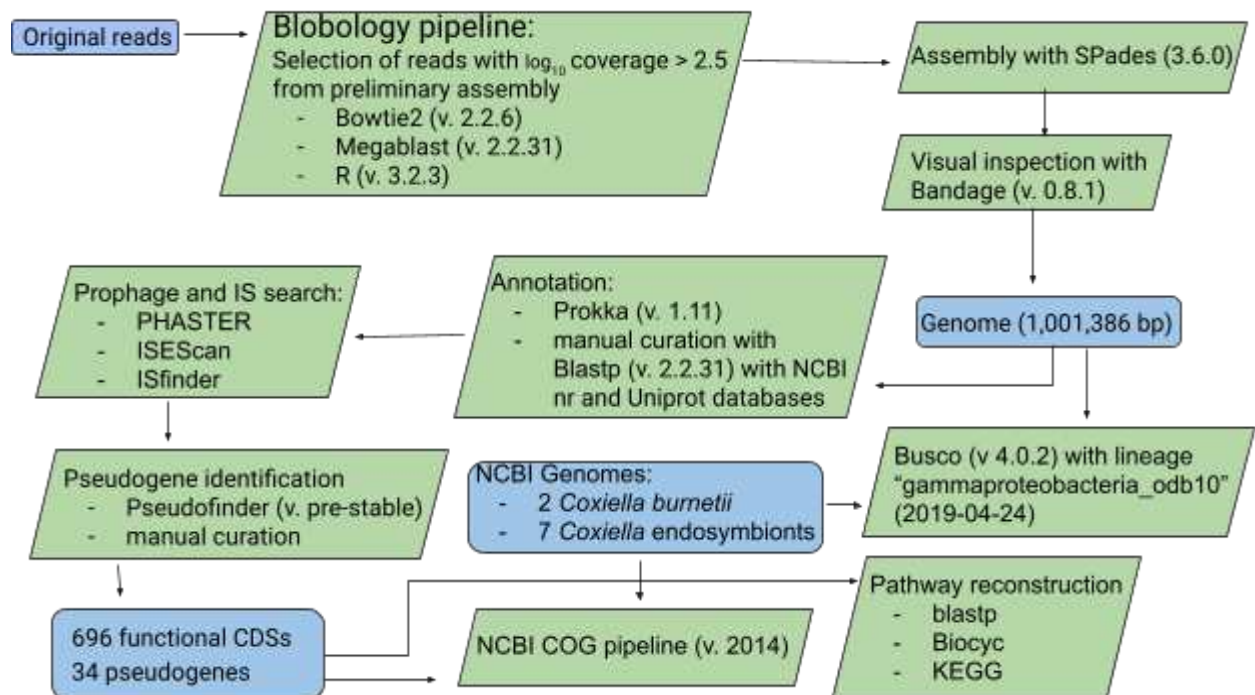 Original reads
Blobology pipeline:
Selection of reads with log₁₀ coverage > 2.5
from preliminary assembly
- Bowtie2 (v. 2.2.6)
- Megablast (v. 2.2.31)
- R (v. 3.2.3)
Assembly with SPades (3.6.0)
Visual inspection with
Bandage (v. 0.8.1)
Genome (1,001,386 bp)
Annotation:
- Prokka (v. 1.11)
- manual curation with
Blastp (v. 2.2.31) with NCBI
nr and Uniprot databases
Prophage and IS search:
- PHASTER
- ISEScan
- ISfinder
Pseudogene identification
- Pseudofinder (v. pre-stable)
- manual curation
NCBI Genomes:
- 2 Coxiella burnetii
- 7 Coxiella endosymbionts
Busco (v 4.0.2) with lineage
“gammaproteobacteria_odb10”
(2019-04-24)
696 functional CDSs
34 pseudogenes
NCBI COG pipeline (v. 2014)
Pathway reconstruction
- blastp
- Biocyc
- KEGG